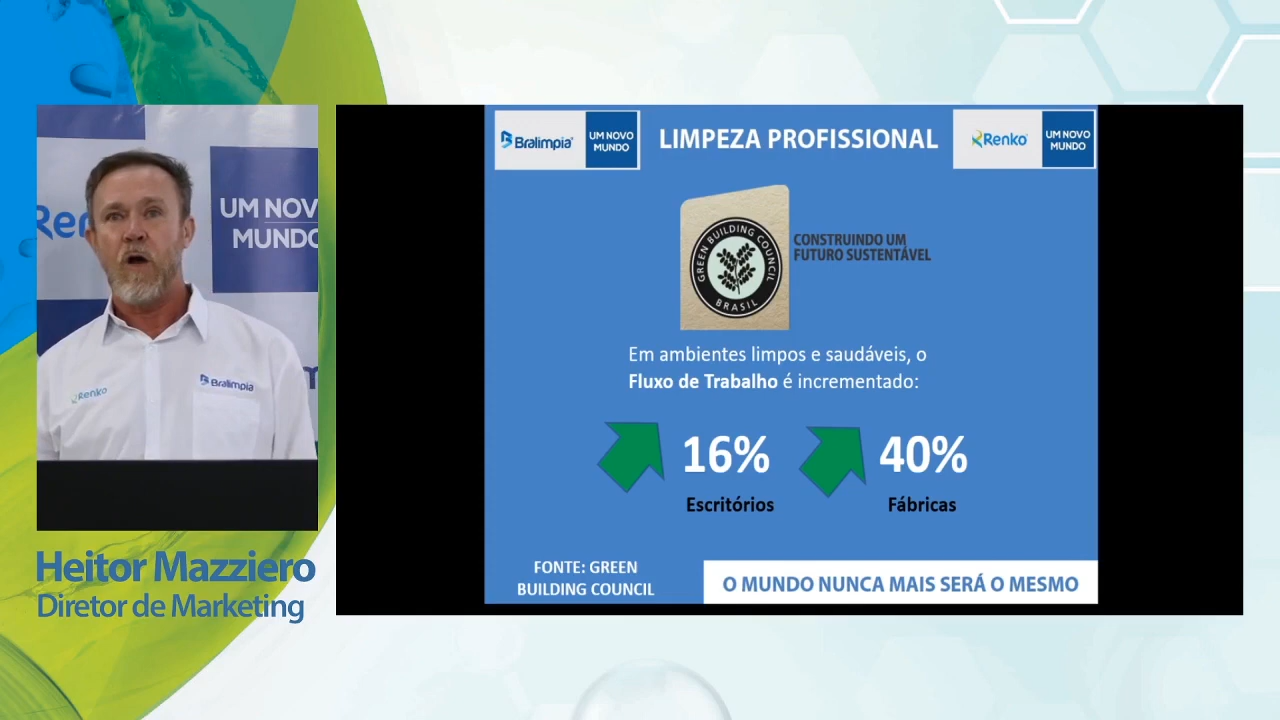 Renko
UM NOV
MUNDO
Renko
Bralimpia
Heitor Mazziero
Diretor de Marketing
Bralimpia
UM NOVO
MUNDO
LIMPEZA PROFISSIONAL
Renko
UM NOVO
MUNDO
GREEN BUILDING COUNCIL
BRASIL
CONSTRUINDO UM
FUTURO SUSTENTÁVEL
Em ambientes limpos e saudáveis, o
Fluxo de Trabalho é incrementado:
16%
40%
Escritórios
Fábricas
FONTE: GREEN
BUILDING COUNCIL
O MUNDO NUNCA MAIS SERÁ O MESMO